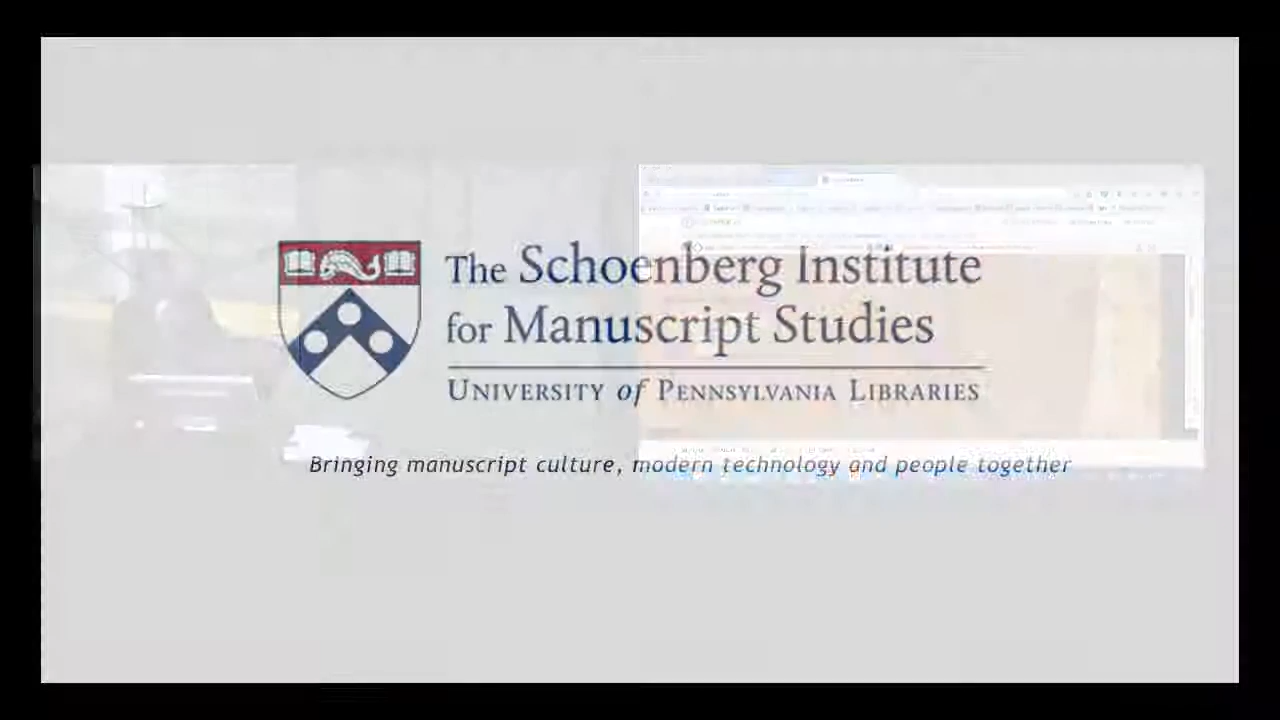 The Schoenberg Institute
for Manuscript Studies
University of Pennsylvania Libraries
Bringing manuscript culture, modern technology and people together